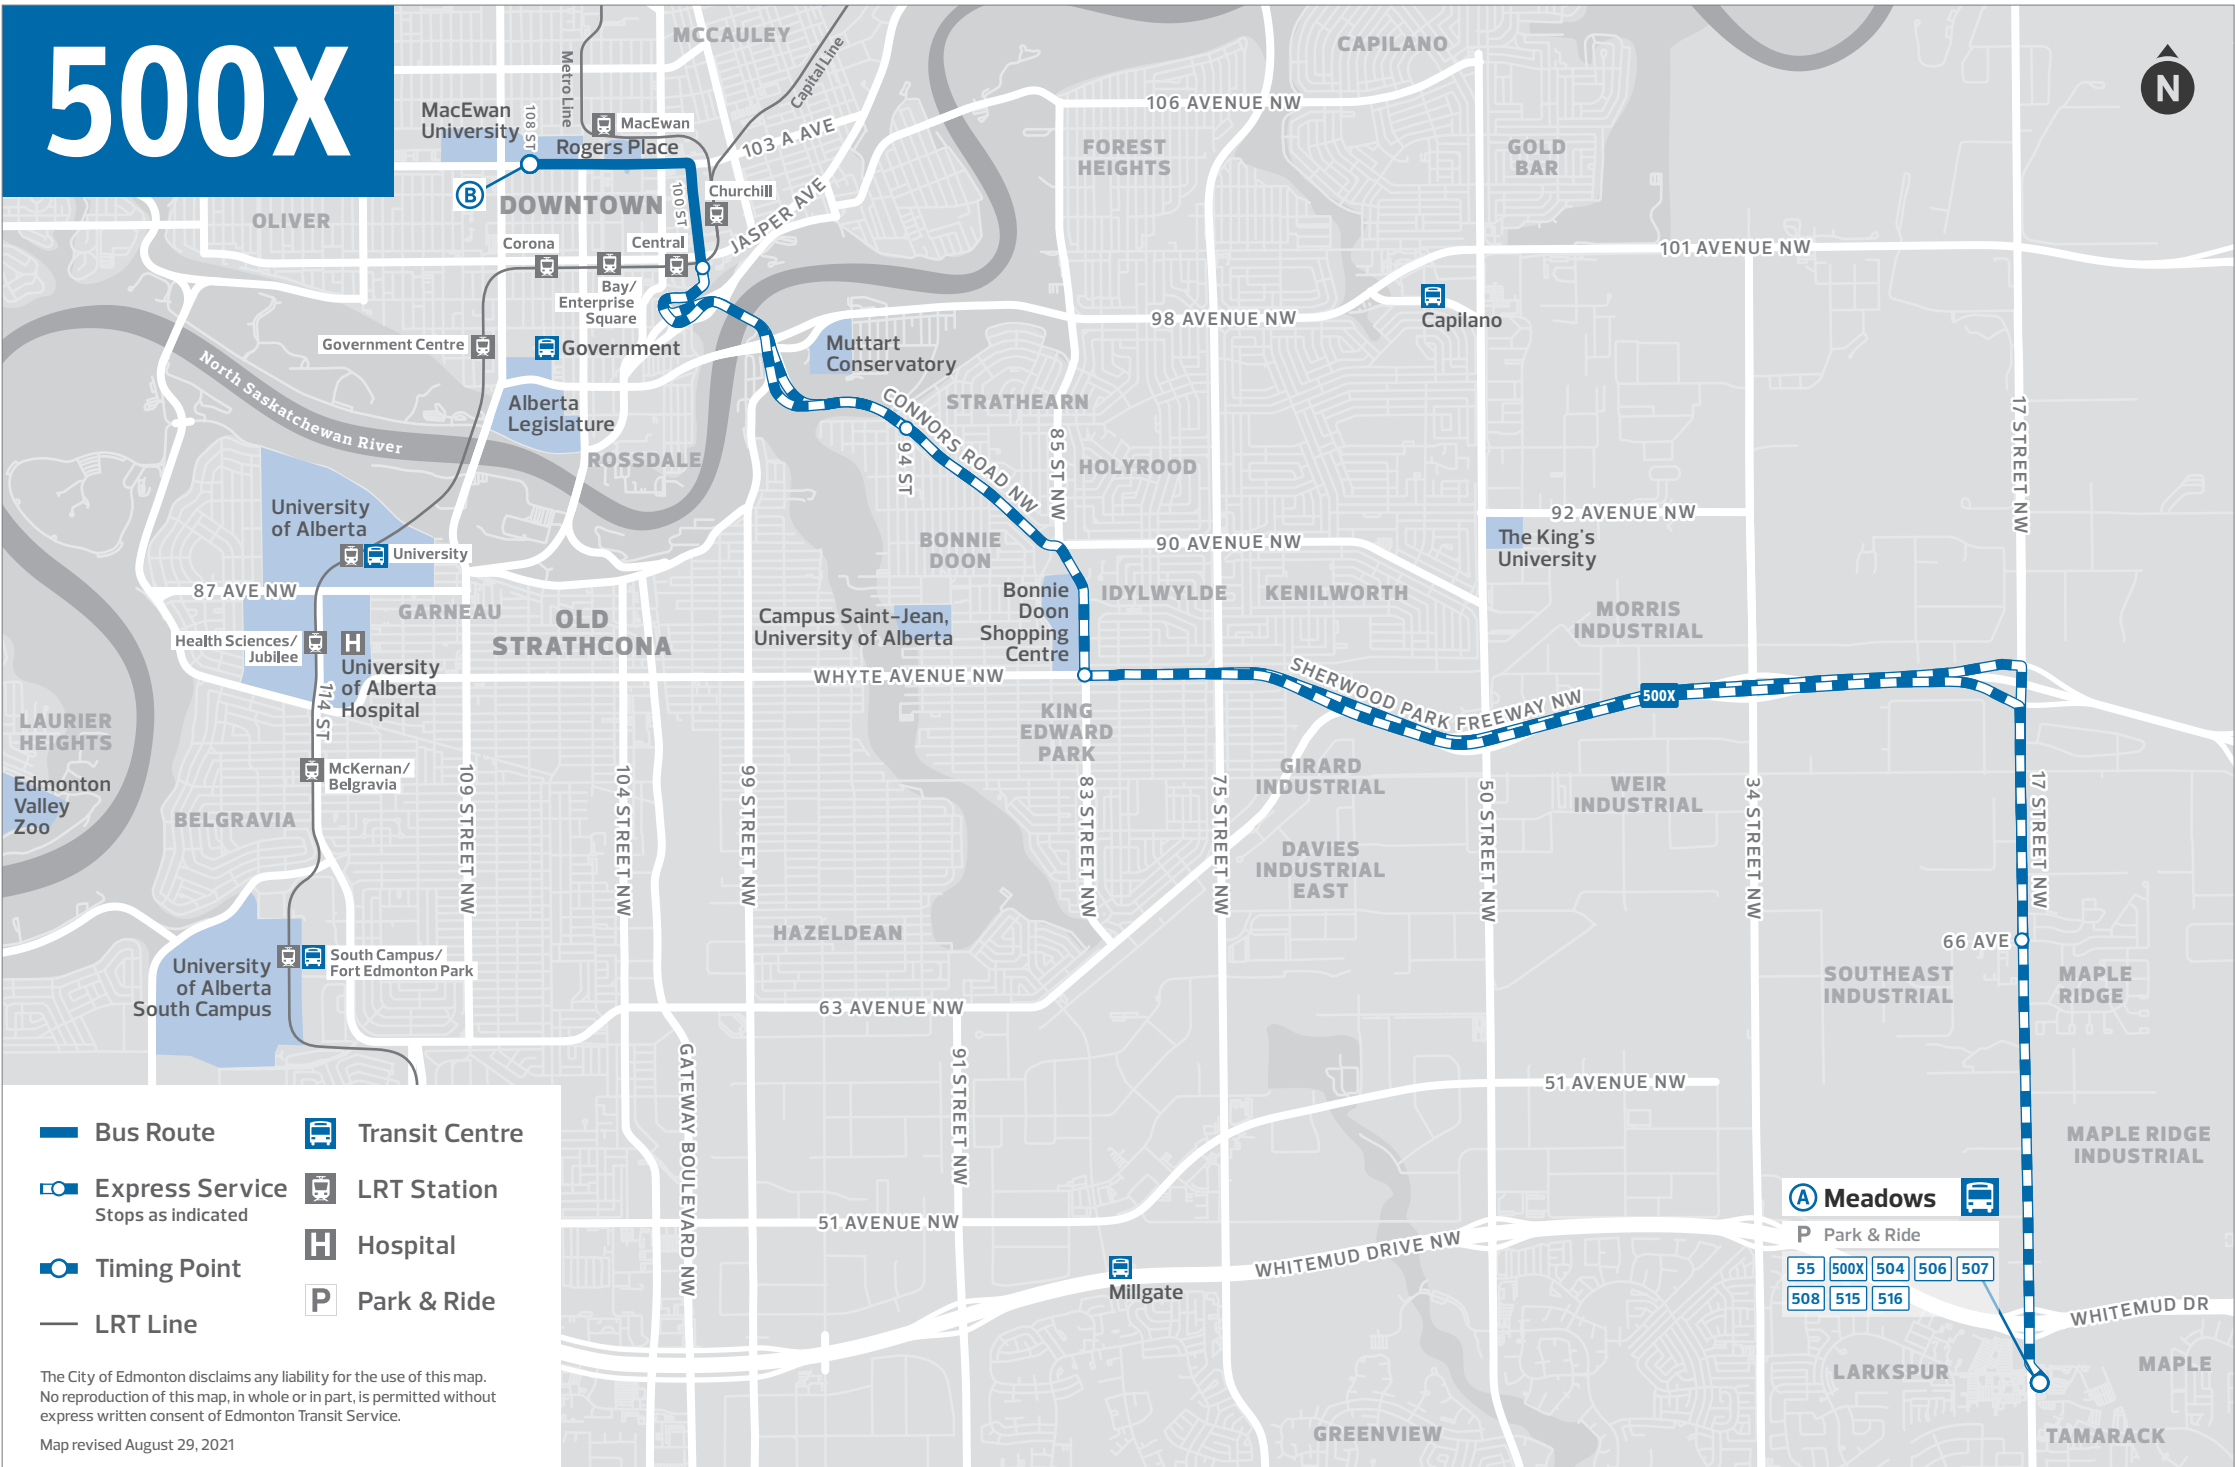 500X
N
MCCAULEY
CAPILANO
Metro Line
Capital Line
MacEwan
University
108 ST
MacEwan
Rogers Place
103 A AVE
106 AVENUE NW
FOREST
HEIGHTS
GOLD
BAR
B
DOWNTOWN
100 ST
Churchill
JASPER AVE
OLIVER
Corona
Central
Bay/
Enterprise
Square
101 AVENUE NW
98 AVENUE NW
Capilano
Government Centre
Government
Muttart
Conservatory
North Saskatchewan River
Alberta
Legislature
CONNORS ROAD NW
STRATHEARN
17 STREET NW
ROSSDALE
94 ST
85 ST NW
HOLYROOD
University
of Alberta
University
92 AVENUE NW
The King's
University
BONNIE
DOON
90 AVENUE NW
87 AVE NW
GARNEAU
OLD
STRATHCONA
Campus Saint-Jean,
University of Alberta
Bonnie
Doon
Shopping
Centre
IDYLWYLDE
KENILWORTH
MORRIS
INDUSTRIAL
Health Sciences/
Jubilee
H
University
of Alberta
Hospital
114 ST
WHYTE AVENUE NW
SHERWOOD PARK FREEWAY NW
500X
LAURIER
HEIGHTS
KING
EDWARD
PARK
Edmonton
Valley
Zoo
McKernan/
Belgravia
BELGRAVIA
109 STREET NW
104 STREET NW
99 STREET NW
83 STREET NW
75 STREET NW
GIRARD
INDUSTRIAL
50 STREET NW
WEIR
INDUSTRIAL
34 STREET NW
17 STREET NW
DAVIES
INDUSTRIAL
EAST
HAZELDEAN
66 AVE
South Campus/
Fort Edmonton Park
University
of Alberta
South Campus
SOUTHEAST
INDUSTRIAL
MAPLE
RIDGE
63 AVENUE NW
GATEWAY BOULEVARD NW
91 STREET NW
51 AVENUE NW
MAPLE RIDGE
INDUSTRIAL
51 AVENUE NW
WHITEMUD DRIVE NW
Millgate
A Meadows
P Park & Ride
55 500X 504 506 507
508 515 516
WHITEMUD DR
LARKSPUR
MAPLE
GREENVIEW
TAMARACK
Bus Route
Express Service
Stops as indicated
Timing Point
LRT Line
Transit Centre
LRT Station
H Hospital
P Park & Ride
The City of Edmonton disclaims any liability for the use of this map.
No reproduction of this map, in whole or in part, is permitted without
express written consent of Edmonton Transit Service.
Map revised August 29, 2021